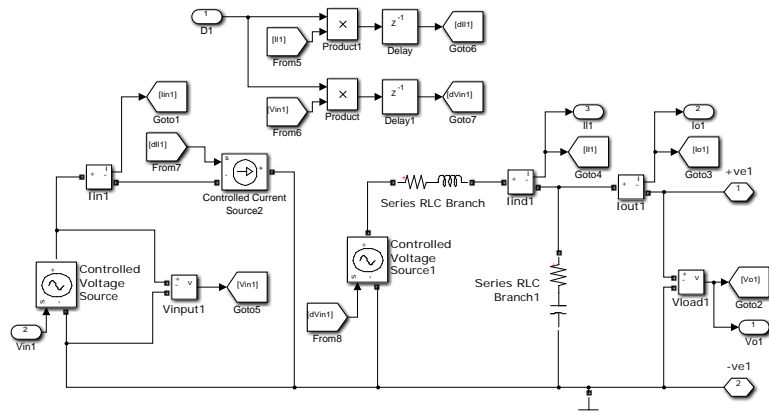 1
D1
[Il1]
From5
×
Product1
z-1
Delay
[dIl1]
Goto6
[Vin1]
From6
×
Product
z-1
Delay1
[dVin1]
Goto7
[Iin1]
Goto1
[dIl1]
From7
+
-
i
Iin1
s
-
+
Controlled Current
Source2
Series RLC Branch
+
-
i
Iind1
3
Il1
[Il1]
Goto4
+
-
i
Iout1
2
Io1
[Io1]
Goto3
+ve1
1
Controlled
Voltage
Source
s
-
+
2
Vin1
+
-
v
Vinput1
[Vin1]
Goto5
Controlled
Voltage
Source1
s
-
+
[dVin1]
From8
Series RLC
Branch1
+
-
v
Vload1
[Vo1]
Goto2
1
Vo1
-ve1
2